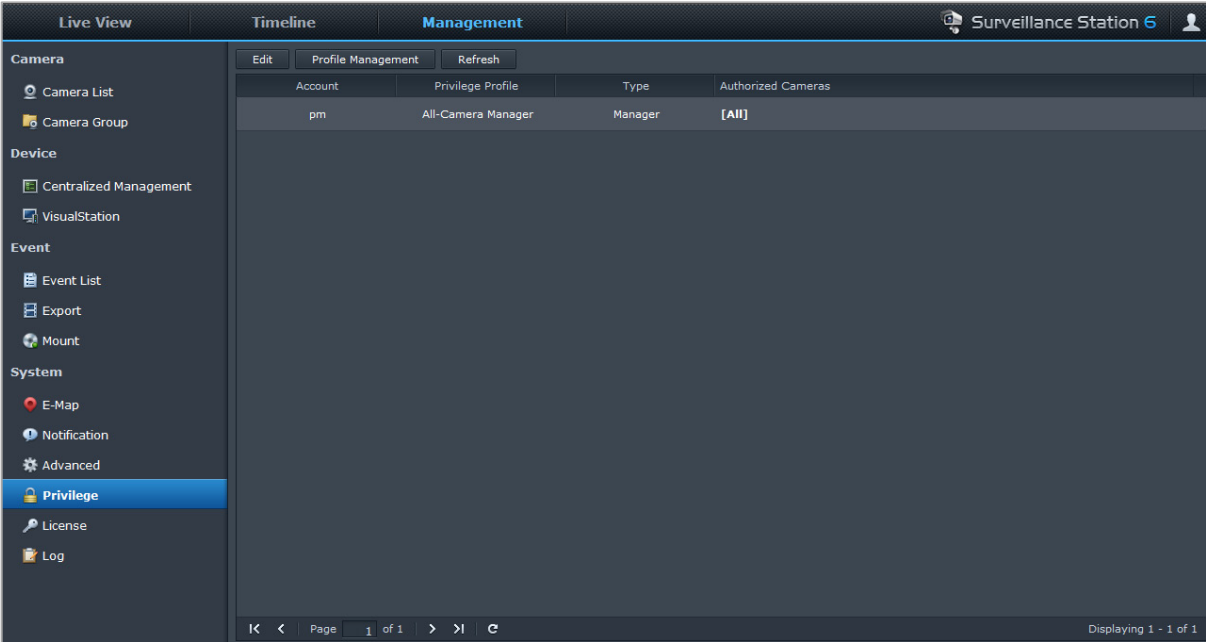 Live View Timeline Management Surveillance Station 6
Camera
Camera List
Camera Group
Device
Centralized Management
VisualStation
Event
Event List
Export
Mount
System
E-Map
Notification
Advanced
Privilege
License
Log
Edit Profile Management Refresh
Account Privilege Profile Type Authorized Cameras
pm All-Camera Manager Manager [All]
Page 1 of 1 Displaying 1 - 1 of 1